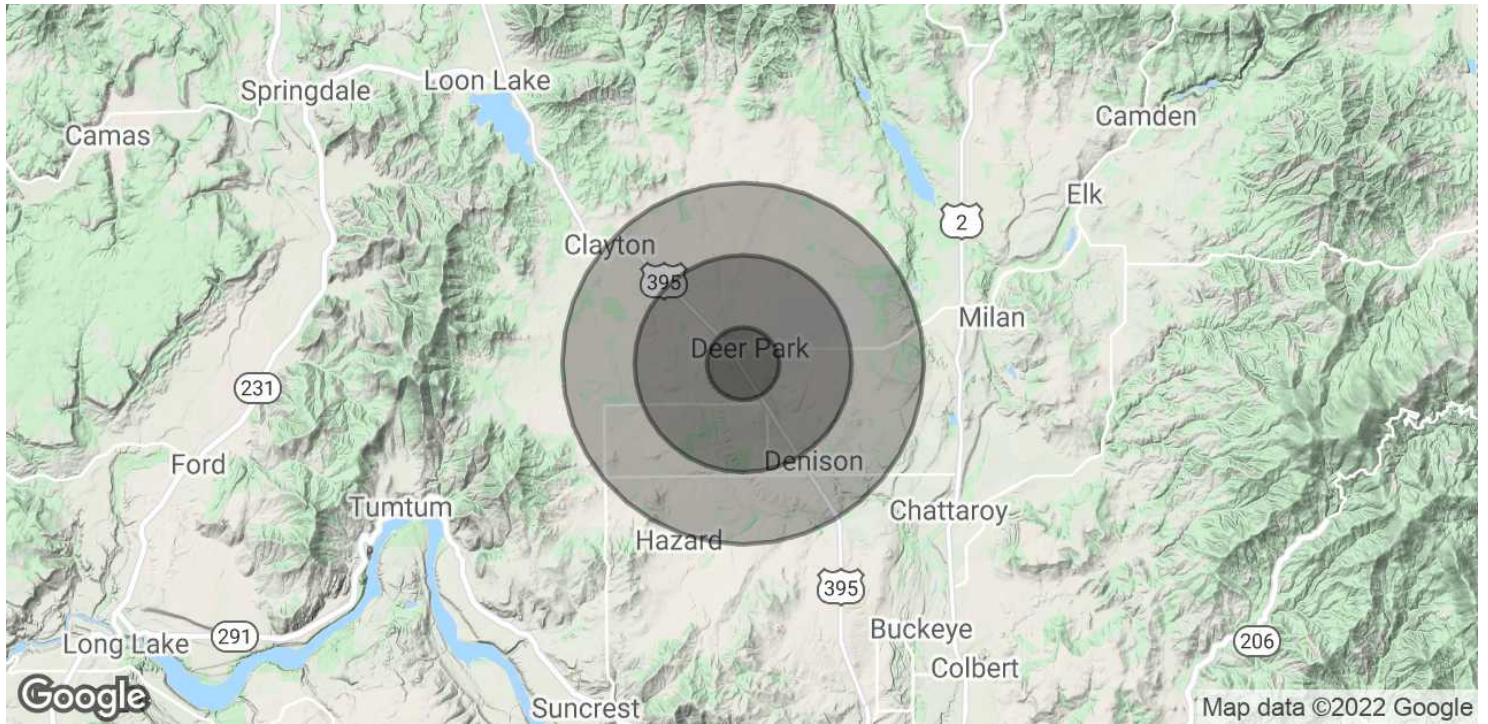 Loon Lake
Springdale
Camden
Camas
Elk
2
Clayton
395
Milan
Deer Park
231
Denison
Ford
Tumtum
Chattaroy
Hazard
395
Buckeye
291
Long Lake
206
Colbert
Google
Suncrest
Map data ©2022 Google